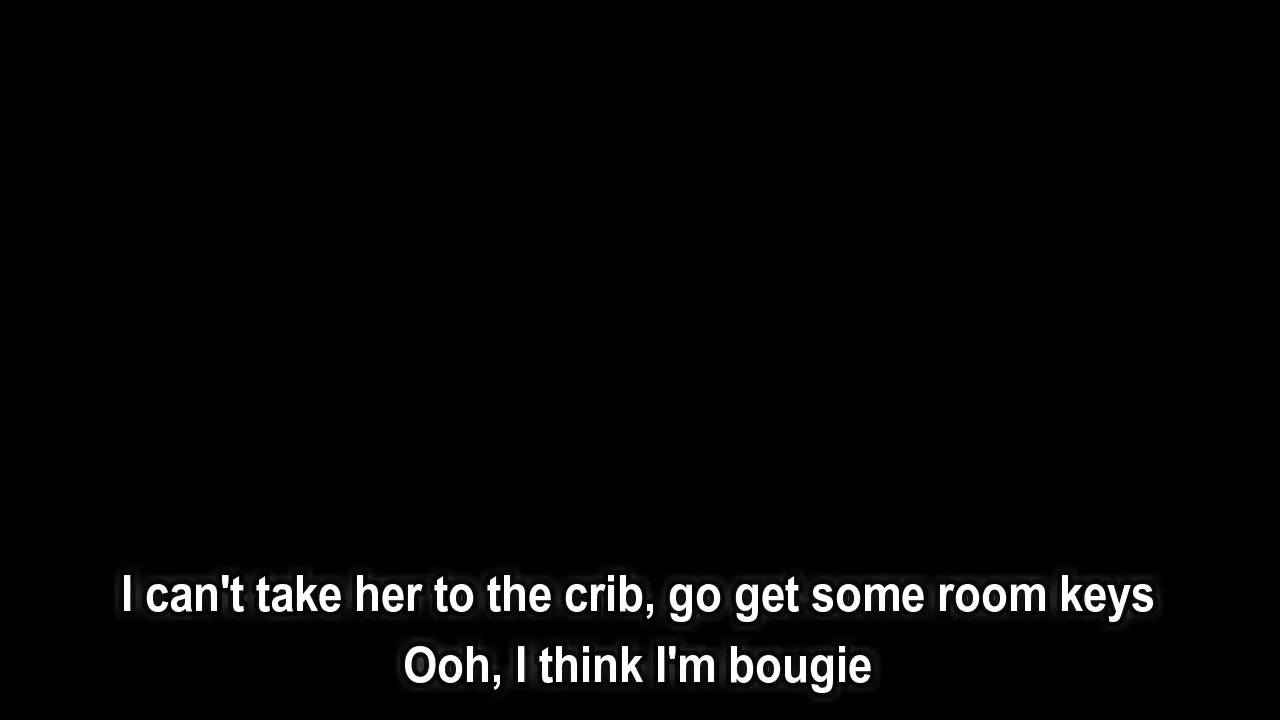 I can't take her to the crib, go get some room keys
Ooh, I think I'm bougie